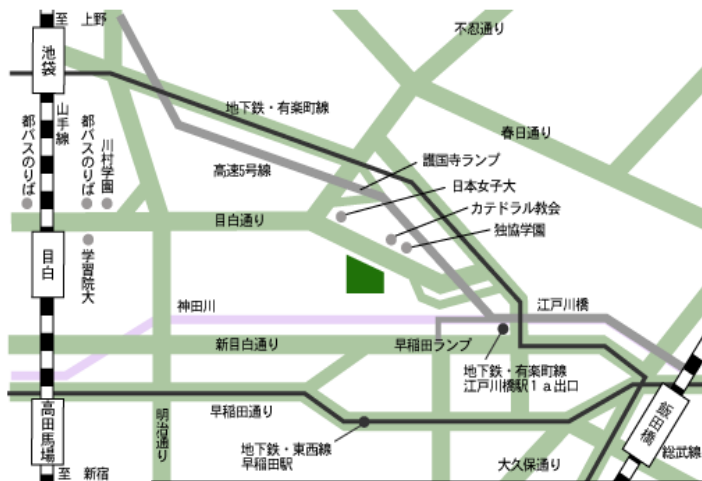 至 上野
池袋
山手線
都バスのりば
都バスのりば
川村学園
不忍通り
地下鉄・有楽町線
春日通り
高速5号線
護国寺ランプ
日本女子大
カテドラル教会
独協学園
目白通り
目白
学習院大
神田川
江戸川橋
新目白通り
早稲田ランプ
地下鉄・有楽町線
江戸川橋駅1a出口
高田馬場
早稲田通り
明治通り
地下鉄・東西線
早稲田駅
大久保通り
飯田橋
総武線
至 新宿